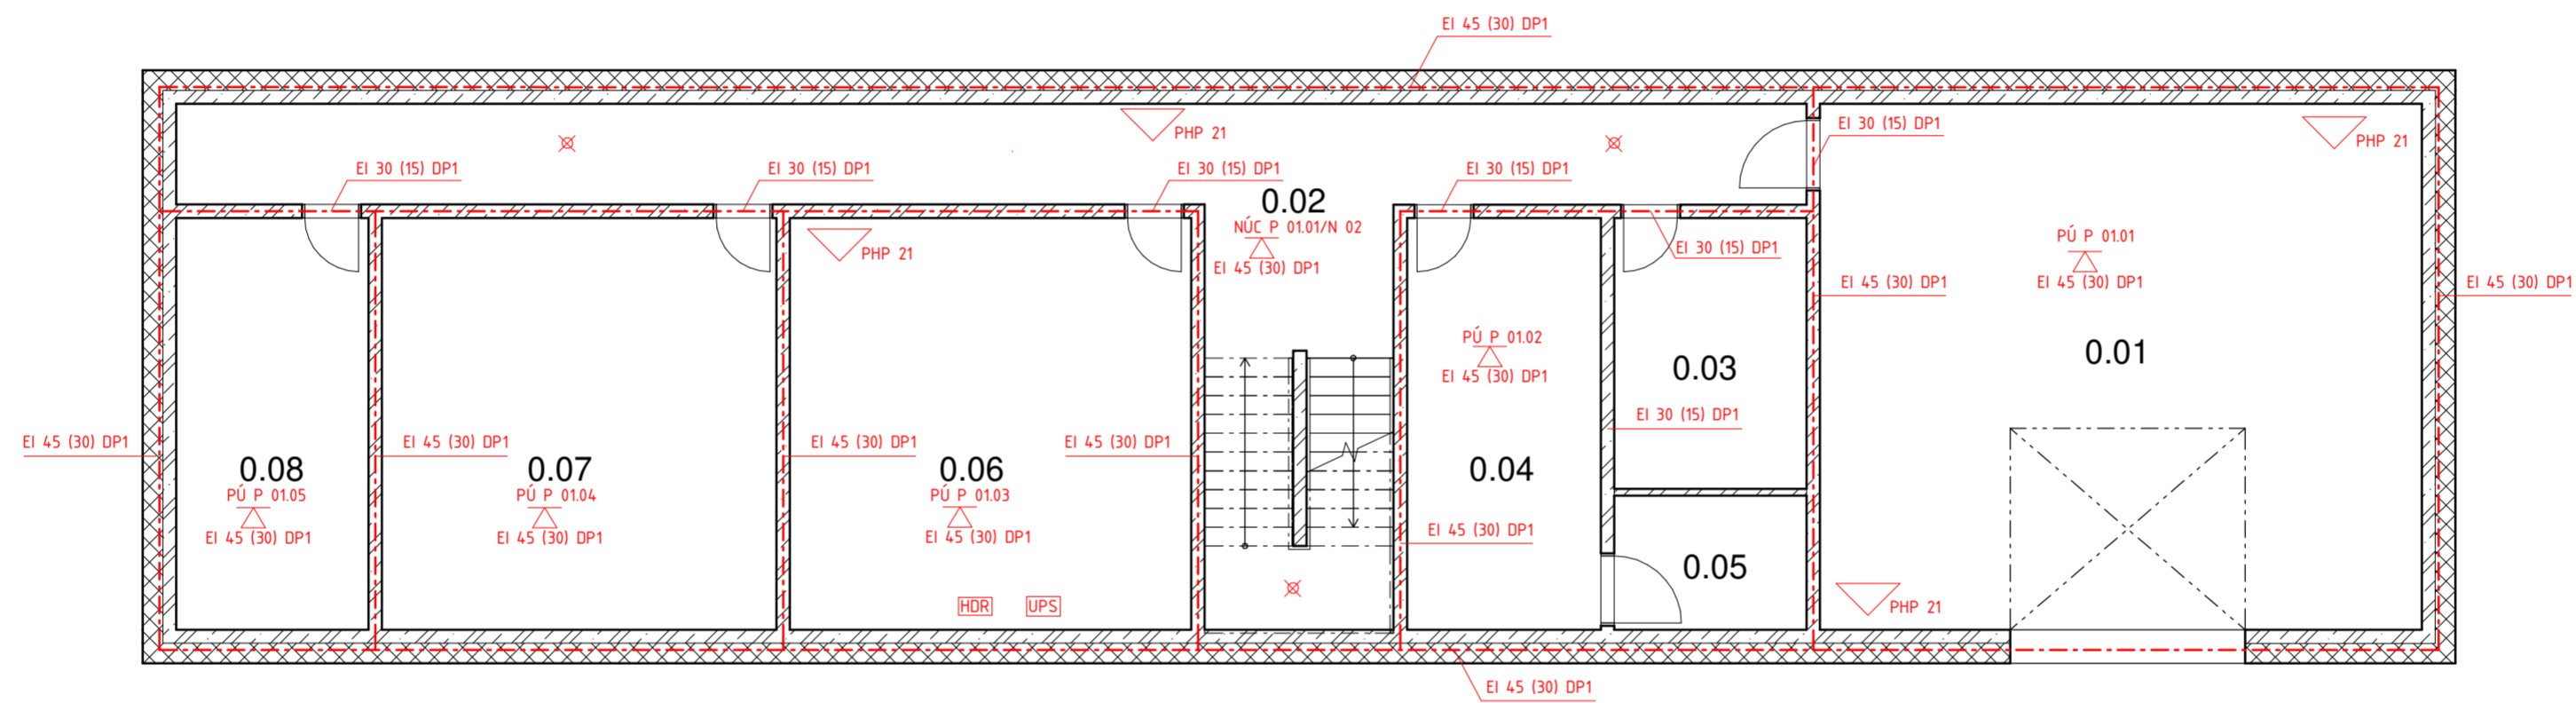 EI 45 (30) DP1
PHP 21
EI 30 (15) DP1
PHP 21
EI 30 (15) DP1
EI 30 (15) DP1
EI 30 (15) DP1
EI 30 (15) DP1
0.02
NÚC P 01.01/N 02
EI 45 (30) DP1
PHP 21
EI 30 (15) DP1
PÚ P 01.01
EI 45 (30) DP1
EI 45 (30) DP1
EI 45 (30) DP1
PÚ P 01.02
EI 45 (30) DP1
0.03
0.01
EI 30 (15) DP1
EI 45 (30) DP1
EI 45 (30) DP1
EI 45 (30) DP1
EI 45 (30) DP1
0.08
PÚ P 01.05
EI 45 (30) DP1
0.07
PÚ P 01.04
EI 45 (30) DP1
0.06
PÚ P 01.03
EI 45 (30) DP1
0.04
EI 45 (30) DP1
0.05
HDR
UPS
PHP 21
EI 45 (30) DP1